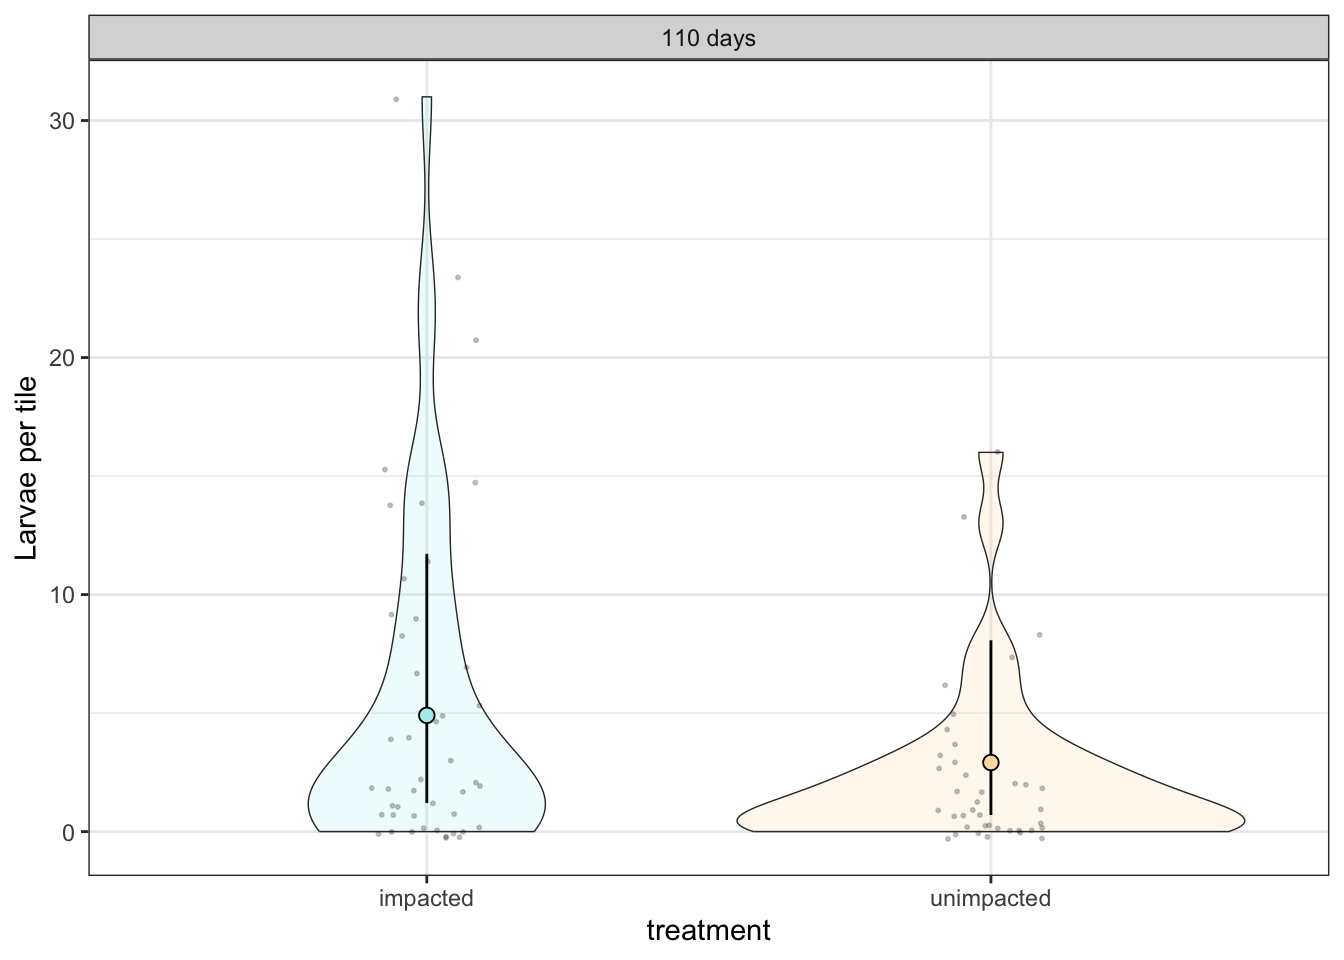 110 days
30
20
10
0
Larvae per tile
impacted
unimpacted
treatment